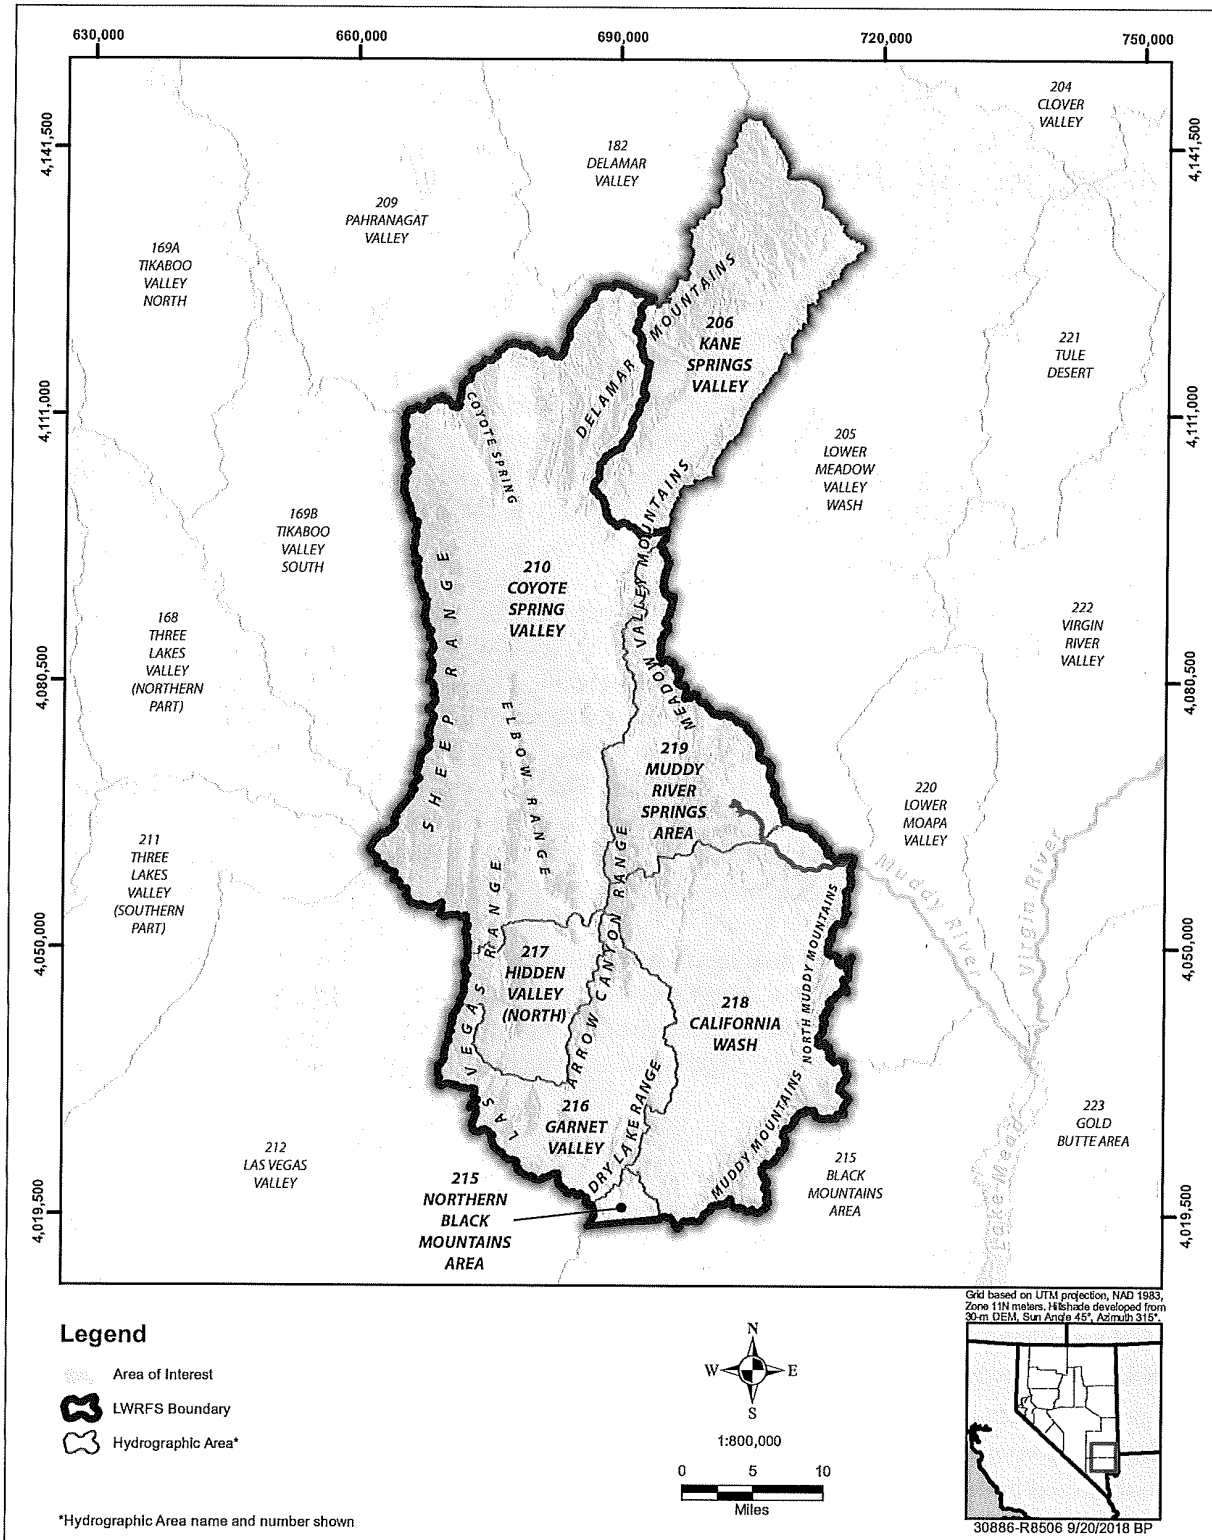 630,000
660,000
690,000
720,000
750,000
4,141,500
4,111,000
4,080,500
4,050,000
4,019,500
4,141,500
4,111,000
4,080,500
4,050,000
4,019,500
204
CLOVER
VALLEY
182
DELAMAR
VALLEY
209
PAHRANAGAT
VALLEY
169A
TIKABOO
VALLEY
NORTH
DELAMAR MOUNTAINS
206
KANE
SPRINGS
VALLEY
221
TULE
DESERT
COYOTE SPRING
205
LOWER
MEADOW
VALLEY
WASH
169B
TIKABOO
VALLEY
SOUTH
MEADOW VALLEY MOUNTAINS
210
COYOTE
SPRING
VALLEY
SHEEP RANGE
168
THREE
LAKES
VALLEY
(NORTHERN
PART)
222
VIRGIN
RIVER
VALLEY
ELBOW RANGE
219
MUDDY
RIVER
SPRINGS
AREA
220
LOWER
MOAPA
VALLEY
211
THREE
LAKES
VALLEY
(SOUTHERN
PART)
Muddy River
Virgin River
LAS VEGAS RANGE
ARROW CANYON RANGE
217
HIDDEN
VALLEY
(NORTH)
218
CALIFORNIA
WASH
NORTH MUDDY MOUNTAINS
MUDDY MOUNTAINS
DRY LAKE RANGE
216
GARNET
VALLEY
212
LAS VEGAS
VALLEY
215
NORTHERN
BLACK
MOUNTAINS
AREA
215
BLACK
MOUNTAINS
AREA
223
GOLD
BUTTE AREA
Lake Mead
Grid based on UTM projection, NAD 1983,
Zone 11N meters. Hillshade developed from
30-m DEM, Sun Angle 45°, Azimuth 315°.
Legend
Area of Interest
LWRFS Boundary
Hydrographic Area*
N
W E
S
1:800,000
0 5 10
Miles
*Hydrographic Area name and number shown
30886-R8506 9/20/2018 BP